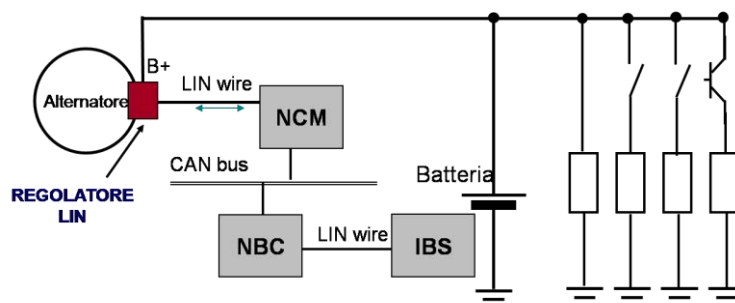 B+
LIN wire
Alternatore
NCM
CAN bus
Batteria
REGOLATORE
LIN
NBC
LIN wire
IBS